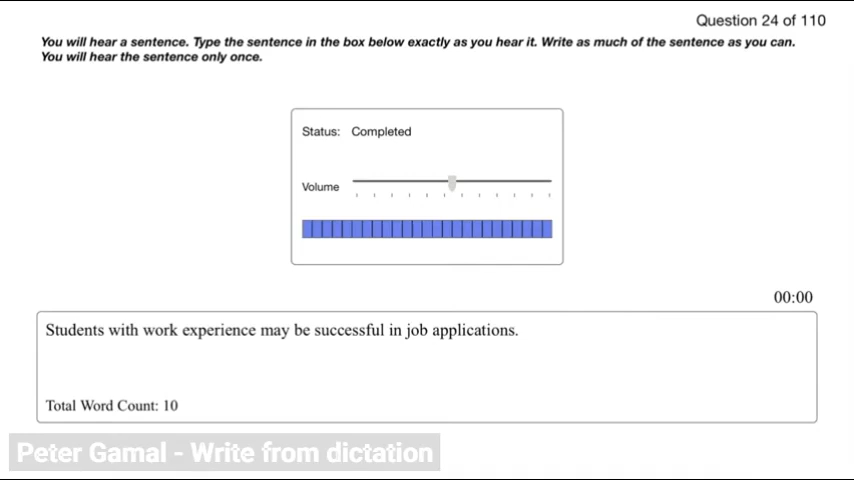 Question 24 of 110
You will hear a sentence. Type the sentence in the box below exactly as you hear it. Write as much of the sentence as you can.
You will hear the sentence only once.
Status: Completed
Volume
00:00
Students with work experience may be successful in job applications.
Total Word Count: 10
Peter Gamal - Write from dictation